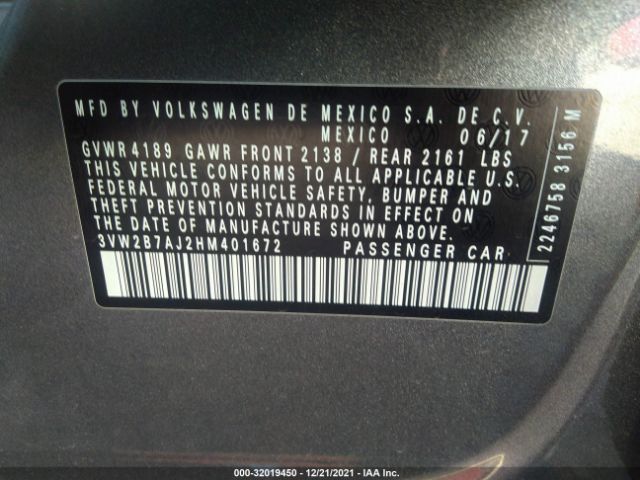 MFD BY VOLKSWAGEN DE MEXICO S.A. DE C.V.
MEXICO 06/17
GVWR 4189 GAWR FRONT 2138 / REAR 2161 LBS
THIS VEHICLE CONFORMS TO ALL APPLICABLE U.S.
FEDERAL MOTOR VEHICLE SAFETY, BUMPER AND
THEFT PREVENTION STANDARDS IN EFFECT ON
THE DATE OF MANUFACTURE SHOWN ABOVE.
3VW2B7AJ2HM401672 PASSENGER CAR
2246758 3156 M
000-32019450 - 12/21/2021 - IAA Inc.